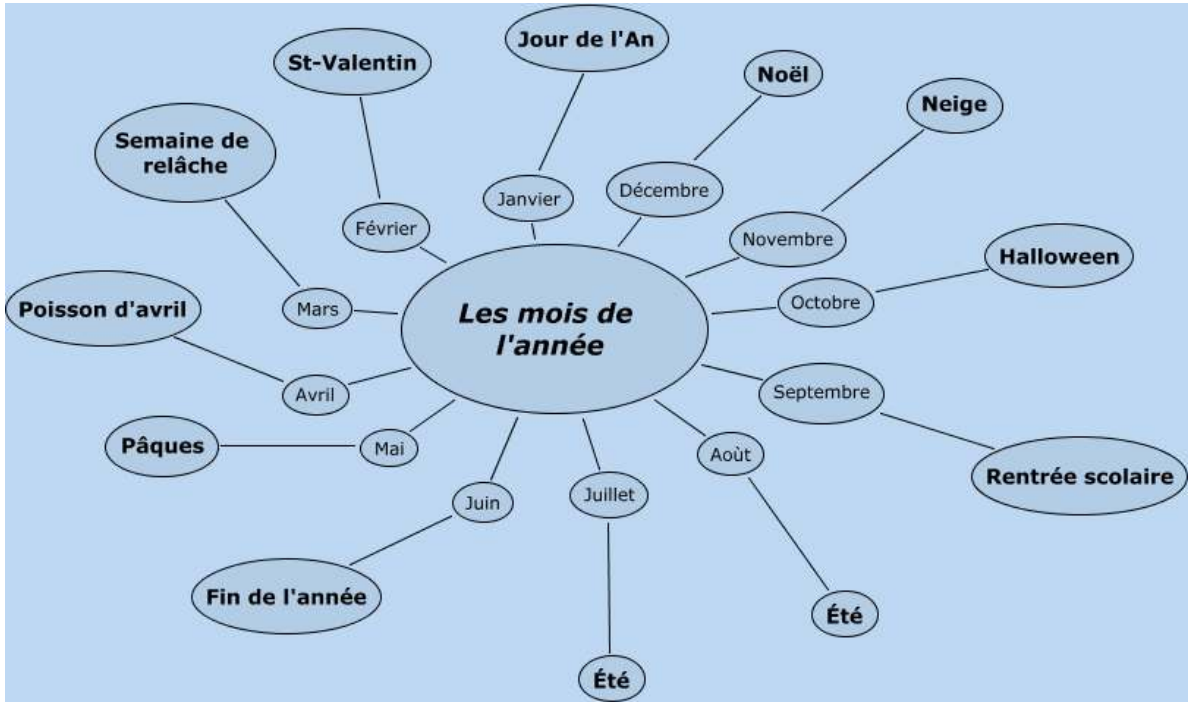 Jour de l'An
St-Valentin
Noël
Neige
Semaine de
relâche
Janvier
Décembre
Février
Novembre
Halloween
Poisson d'avril
Mars
Octobre
Les mois de
l'année
Avril
Septembre
Pâques
Mai
Aoùt
Rentrée scolaire
Juin
Juillet
Fin de l'année
Été
Été